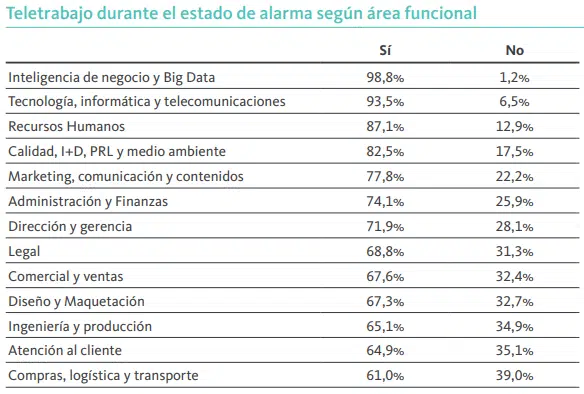 Teletrabajo durante el estado de alarma según área funcional
Sí No
Inteligencia de negocio y Big Data 98,8% 1,2%
Tecnología, informática y telecomunicaciones 93,5% 6,5%
Recursos Humanos 87,1% 12,9%
Calidad, I+D, PRL y medio ambiente 82,5% 17,5%
Marketing, comunicación y contenidos 77,8% 22,2%
Administración y Finanzas 74,1% 25,9%
Dirección y gerencia 71,9% 28,1%
Legal 68,8% 31,3%
Comercial y ventas 67,6% 32,4%
Diseño y Maquetación 67,3% 32,7%
Ingeniería y producción 65,1% 34,9%
Atención al cliente 64,9% 35,1%
Compras, logística y transporte 61,0% 39,0%